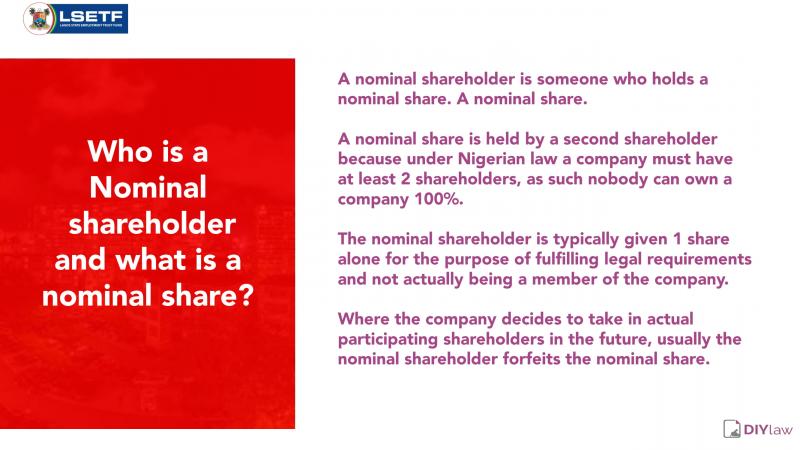 LSETF
LAGOS STATE EMPLOYMENT TRUST FUND
Who is a
Nominal
shareholder
and what is a
nominal share?
A nominal shareholder is someone who holds a
nominal share. A nominal share.
A nominal share is held by a second shareholder
because under Nigerian law a company must have
at least 2 shareholders, as such nobody can own a
company 100%.
The nominal shareholder is typically given 1 share
alone for the purpose of fulfilling legal requirements
and not actually being a member of the company.
Where the company decides to take in actual
participating shareholders in the future, usually the
nominal shareholder forfeits the nominal share.
DIYlaw